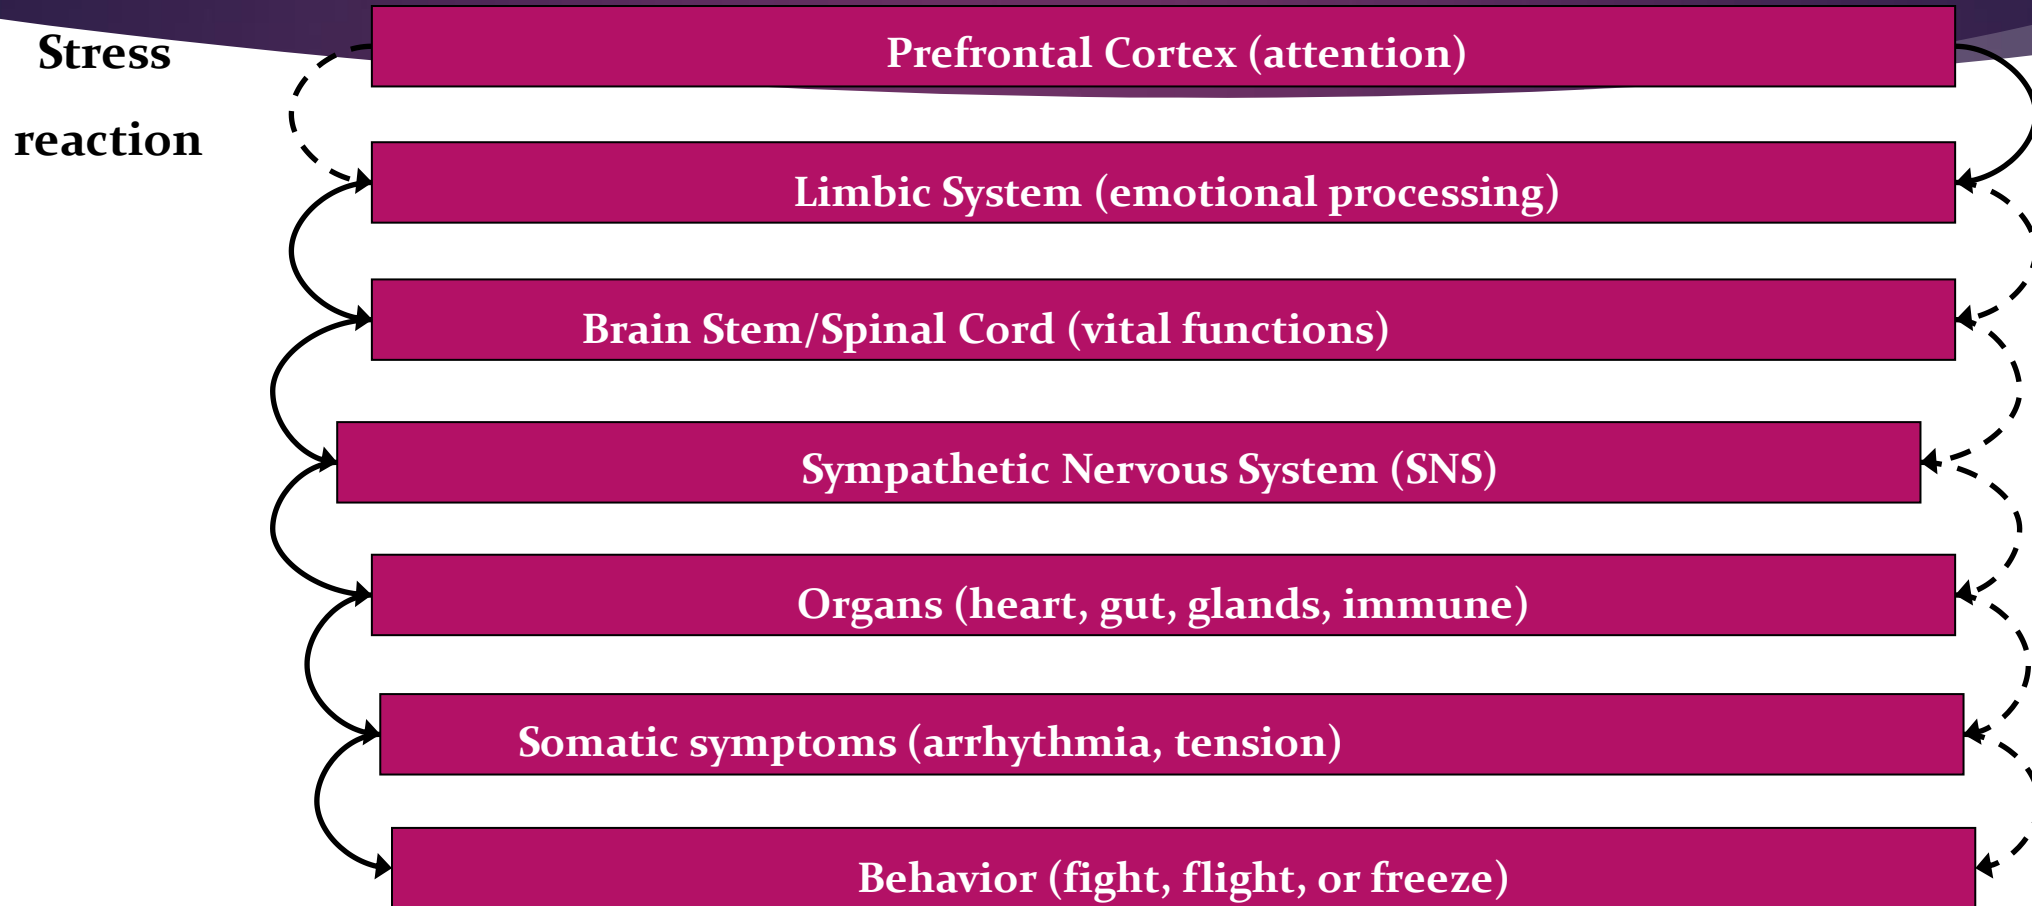 Stress
reaction
Prefrontal Cortex (attention)
Limbic System (emotional processing)
Brain Stem/Spinal Cord (vital functions)
Sympathetic Nervous System (SNS)
Organs (heart, gut, glands, immune)
Somatic symptoms (arrhythmia, tension)
Behavior (fight, flight, or freeze)